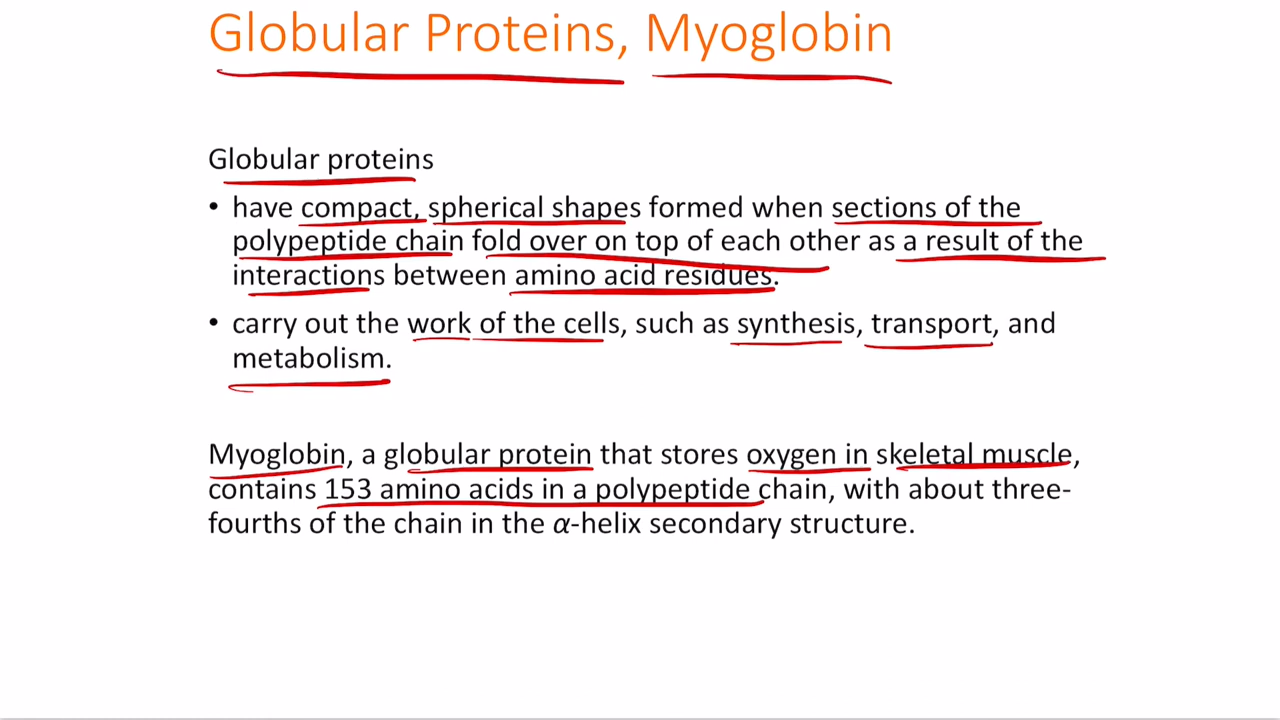 Globular Proteins, Myoglobin
Globular proteins
• have compact, spherical shapes formed when sections of the
polypeptide chain fold over on top of each other as a result of the
interactions between amino acid residues.
• carry out the work of the cells, such as synthesis, transport, and
metabolism.
Myoglobin, a globular protein that stores oxygen in skeletal muscle,
contains 153 amino acids in a polypeptide chain, with about three-
fourths of the chain in the α-helix secondary structure.